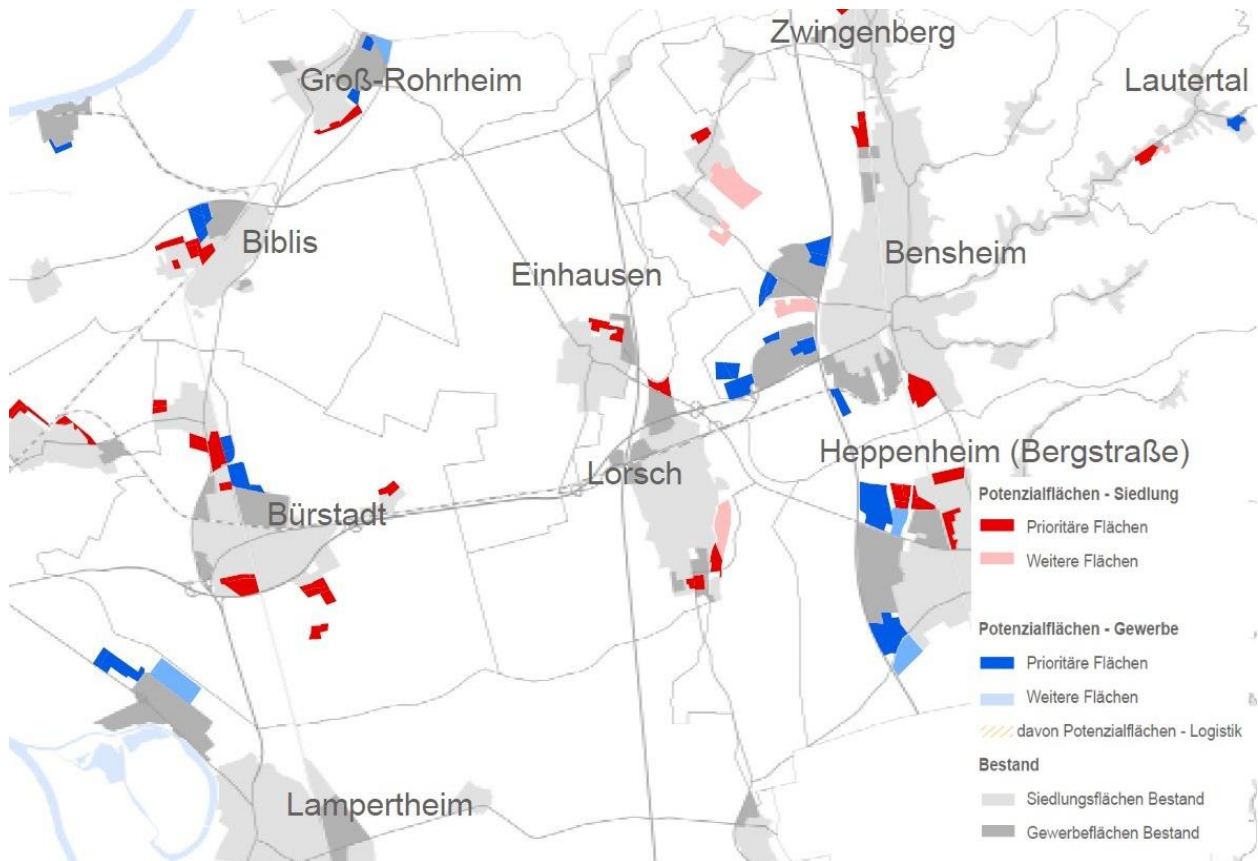 Zwingenberg
Groß-Rohrheim
Lautertal
Biblis
Bensheim
Einhausen
Lorsch
Heppenheim (Bergstraße)
Bürstadt
Lampertheim
Potenzialflächen - Siedlung
Prioritäre Flächen
Weitere Flächen
Potenzialflächen - Gewerbe
Prioritäre Flächen
Weitere Flächen
davon Potenzialflächen - Logistik
Bestand
Siedlungsflächen Bestand
Gewerbeflächen Bestand